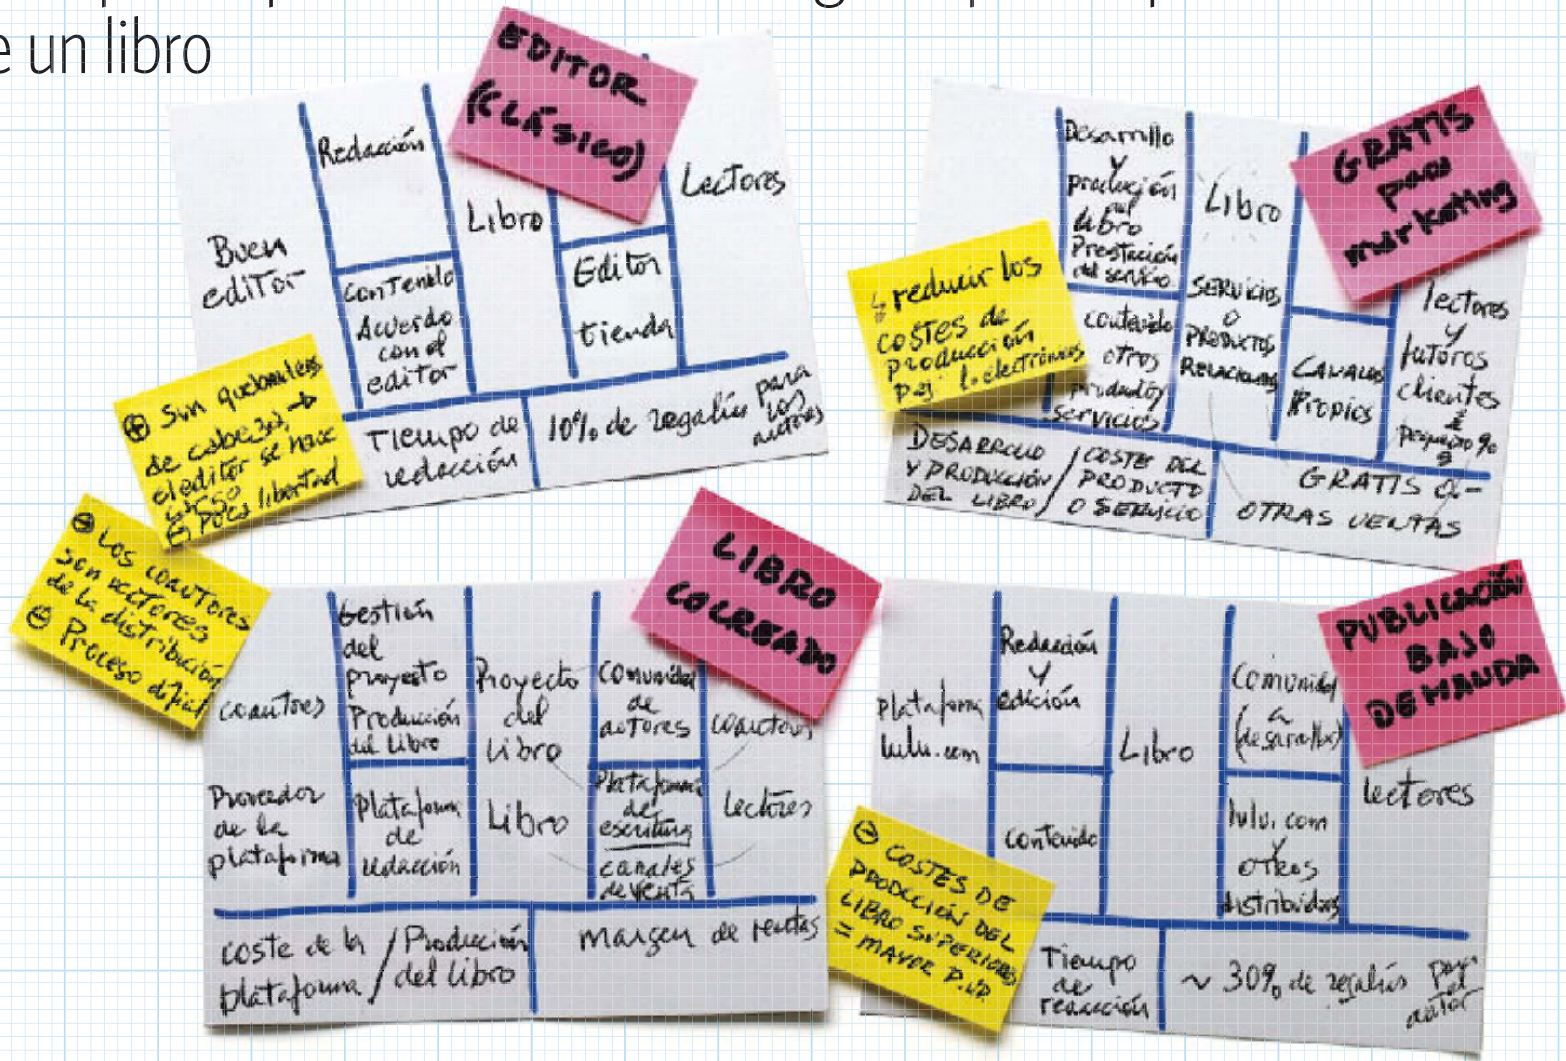 e un libro
EDITOR
(CLÁSICO)
Buen
editor
Redacción
Contenido
Acuerdo
con el
editor
Libro
Editor
tienda
Lectores
Tiempo de
redacción
10% de regalías para
los
autores
⊕ Sin quebraderos
de cabeza →
el editor se hace
⊖ Poca libertad
GRATIS
para
marketing
Desarrollo
y
producción
del
libro
Prestación
del servicio
contenido
otros
productos
servicios
Libro
SERVICIOS
O
PRODUCTOS
RELACIONADOS
CANALES
Propios
lectores
y
futuros
clientes
pequeño %
↳ reducir los
COSTES de
producción
p.ej. l. electrónicos
DESARROLLO
Y PRODUCCIÓN
DEL LIBRO /
COSTES DEL
PRODUCTO
O SERVICIO
GRATIS
OTRAS VENTAS
LIBRO
COCREADO
⊖ Los coautores
son vectores
de la distribución
⊖ Proceso difícil
coautores
Proveedor
de la
plataforma
Gestión
del
proyecto
Producción
del Libro
Plataforma
de
redacción
Proyecto
del
libro
Libro
Comunidad
de
autores
Plataforma
de
escritura
canales
de venta
coautores
Lectores
coste de la
plataforma /
Producción
del Libro
margen de ventas
PUBLICACIÓN
BAJO
DEMANDA
Plataforma
lulu.com
Redacción
y
edición
contenido
Libro
Comunidad
(a
desarrollar)
lulu.com
y
otros
distribuidores
lectores
⊖ COSTES DE
PRODUCCIÓN DEL
LIBRO SUPERIORES
= MAYOR P.V.P.
Tiempo
de
reacción
~ 30% de regalías para
el
autor